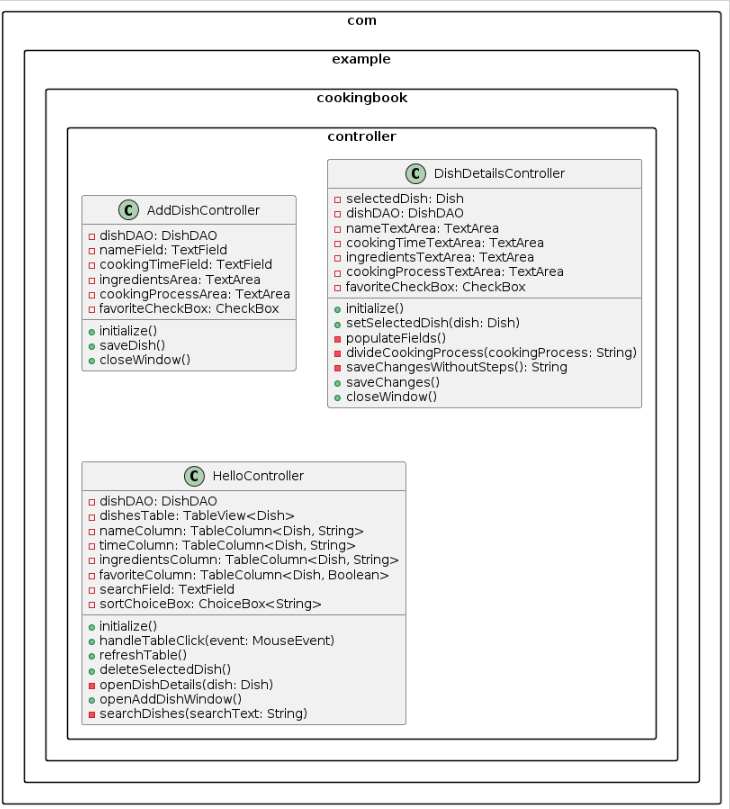 com
example
cookingbook
controller
C AddDishController
dishDAO: DishDAO
nameField: TextField
cookingTimeField: TextField
ingredientsArea: TextArea
cookingProcessArea: TextArea
favoriteCheckBox: CheckBox
initialize()
saveDish()
closeWindow()
C DishDetailsController
selectedDish: Dish
dishDAO: DishDAO
nameTextArea: TextArea
cookingTimeTextArea: TextArea
ingredientsTextArea: TextArea
cookingProcessTextArea: TextArea
favoriteCheckBox: CheckBox
initialize()
setSelectedDish(dish: Dish)
populateFields()
divideCookingProcess(cookingProcess: String)
saveChangesWithoutSteps(): String
saveChanges()
closeWindow()
C HelloController
dishDAO: DishDAO
dishesTable: TableView<Dish>
nameColumn: TableColumn<Dish, String>
timeColumn: TableColumn<Dish, String>
ingredientsColumn: TableColumn<Dish, String>
favoriteColumn: TableColumn<Dish, Boolean>
searchField: TextField
sortChoiceBox: ChoiceBox<String>
initialize()
handleTableClick(event: MouseEvent)
refreshTable()
deleteSelectedDish()
openDishDetails(dish: Dish)
openAddDishWindow()
searchDishes(searchText: String)